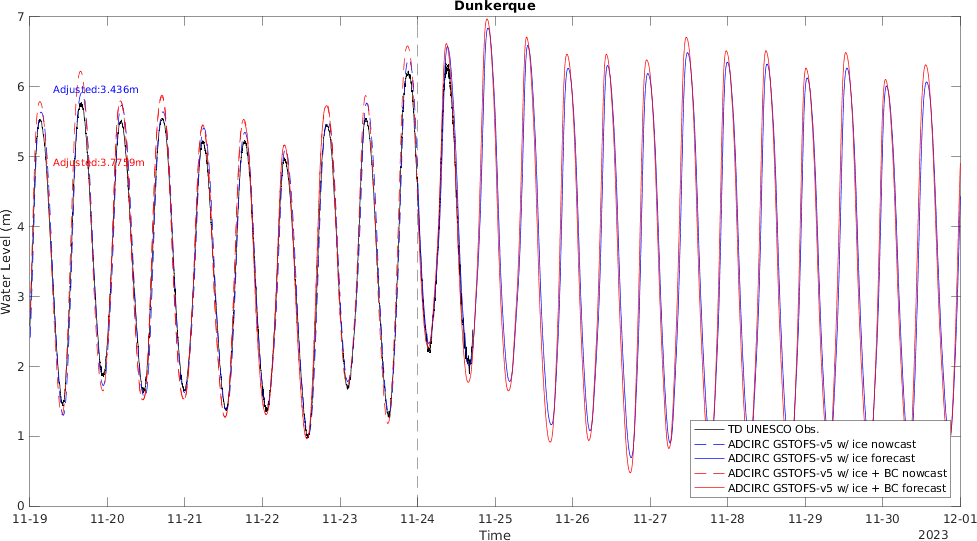 Dunkerque
7
6
5
4
3
2
1
0
Water Level (m)
Adjusted:3.436m
Adjusted:3.7759m
TD UNESCO Obs.
ADCIRC GSTOFS-v5 w/ ice nowcast
ADCIRC GSTOFS-v5 w/ ice forecast
ADCIRC GSTOFS-v5 w/ ice + BC nowcast
ADCIRC GSTOFS-v5 w/ ice + BC forecast
11-19 11-20 11-21 11-22 11-23 11-24 11-25 11-26 11-27 11-28 11-29 11-30 12-01
Time
2023